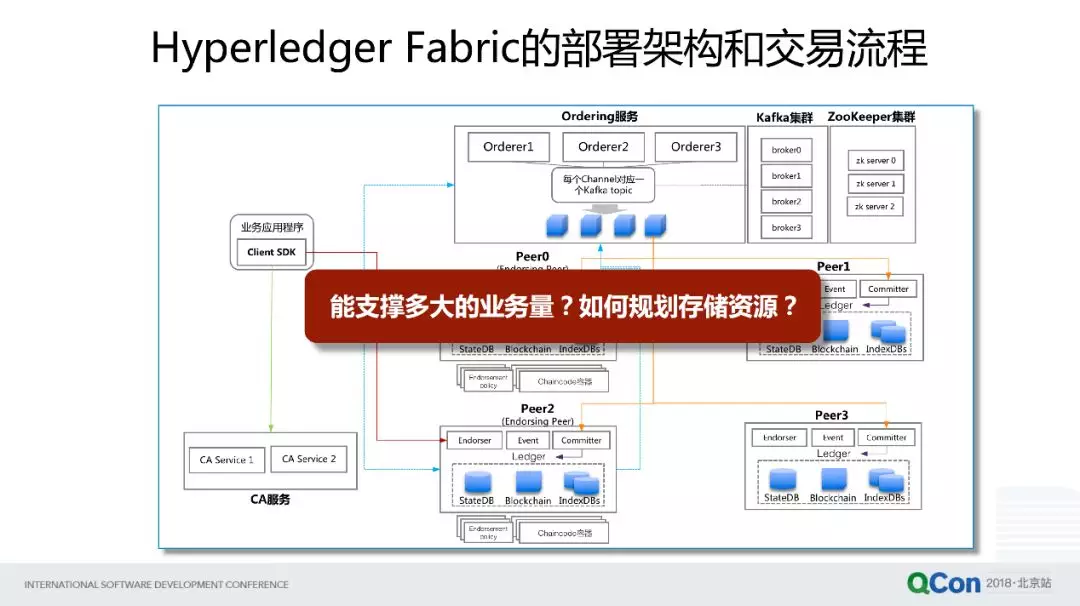 Hyperledger Fabric的部署架构和交易流程
Ordering服务
Kafka集群
ZooKeeper集群
Orderer1
Orderer2
Orderer3
每个Channel对应一
个Kafka topic
broker0
broker1
broker2
broker3
zk server 0
zk server 1
zk server 2
业务应用程序
Client SDK
Peer0
(Endorsing Peer)
Peer1
Event
Committer
Ledger
能支撑多大的业务量？如何规划存储资源？
StateDB
Blockchain
IndexDBs
StateDB
Blockchain
IndexDBs
Endorsement
policy
Chaincode容器
Peer2
(Endorsing Peer)
Endorser
Event
Committer
Ledger
StateDB
Blockchain
IndexDBs
Endorsement
policy
Chaincode容器
Peer3
Endorser
Event
Committer
Ledger
StateDB
Blockchain
IndexDBs
CA Service 1
CA Service 2
CA服务
INTERNATIONAL SOFTWARE DEVELOPMENT CONFERENCE
QCon 2018·北京站